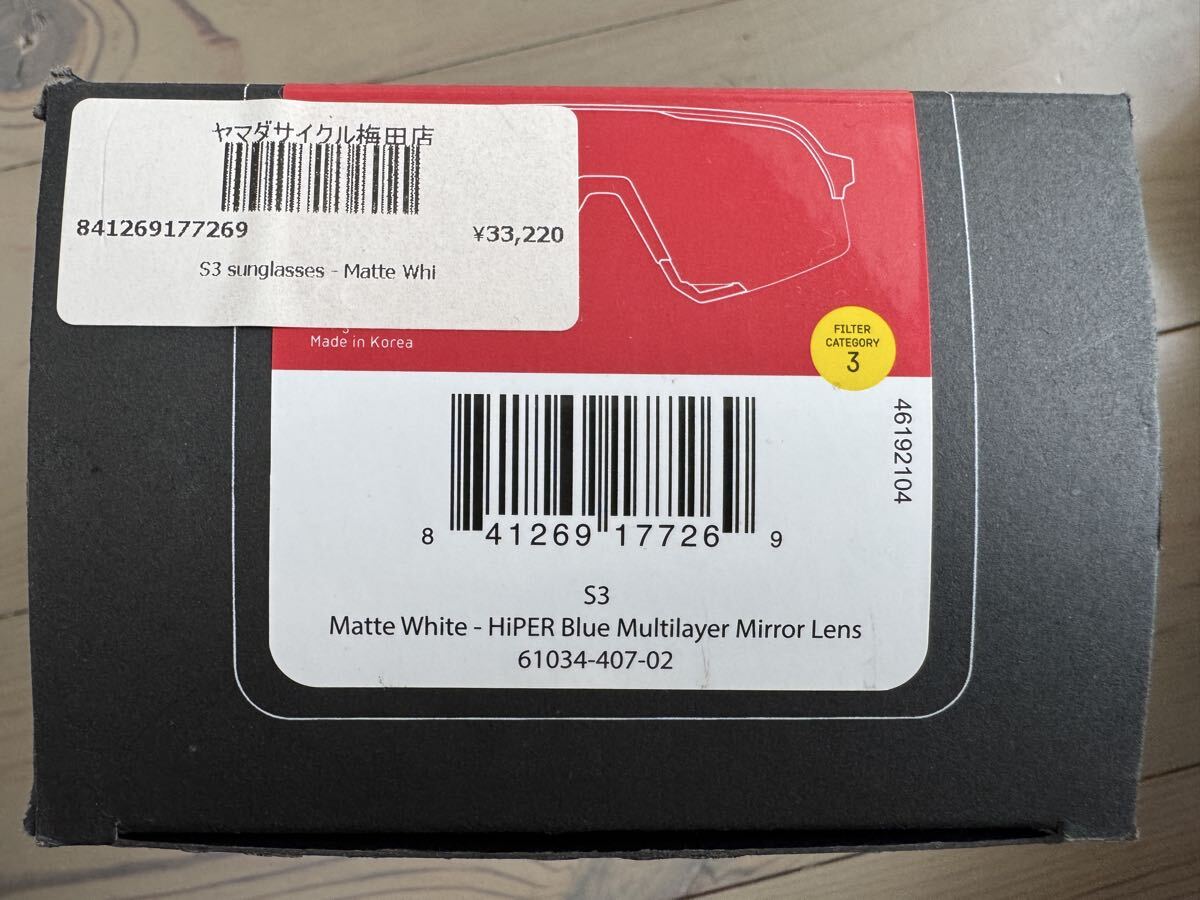 ヤマダサイクル梅田店
841269177269
¥33,220
S3 sunglasses - Matte Whi
Made in Korea
FILTER
CATEGORY
3
46192104
8 41269 17726 9
S3
Matte White - HiPER Blue Multilayer Mirror Lens
61034-407-02